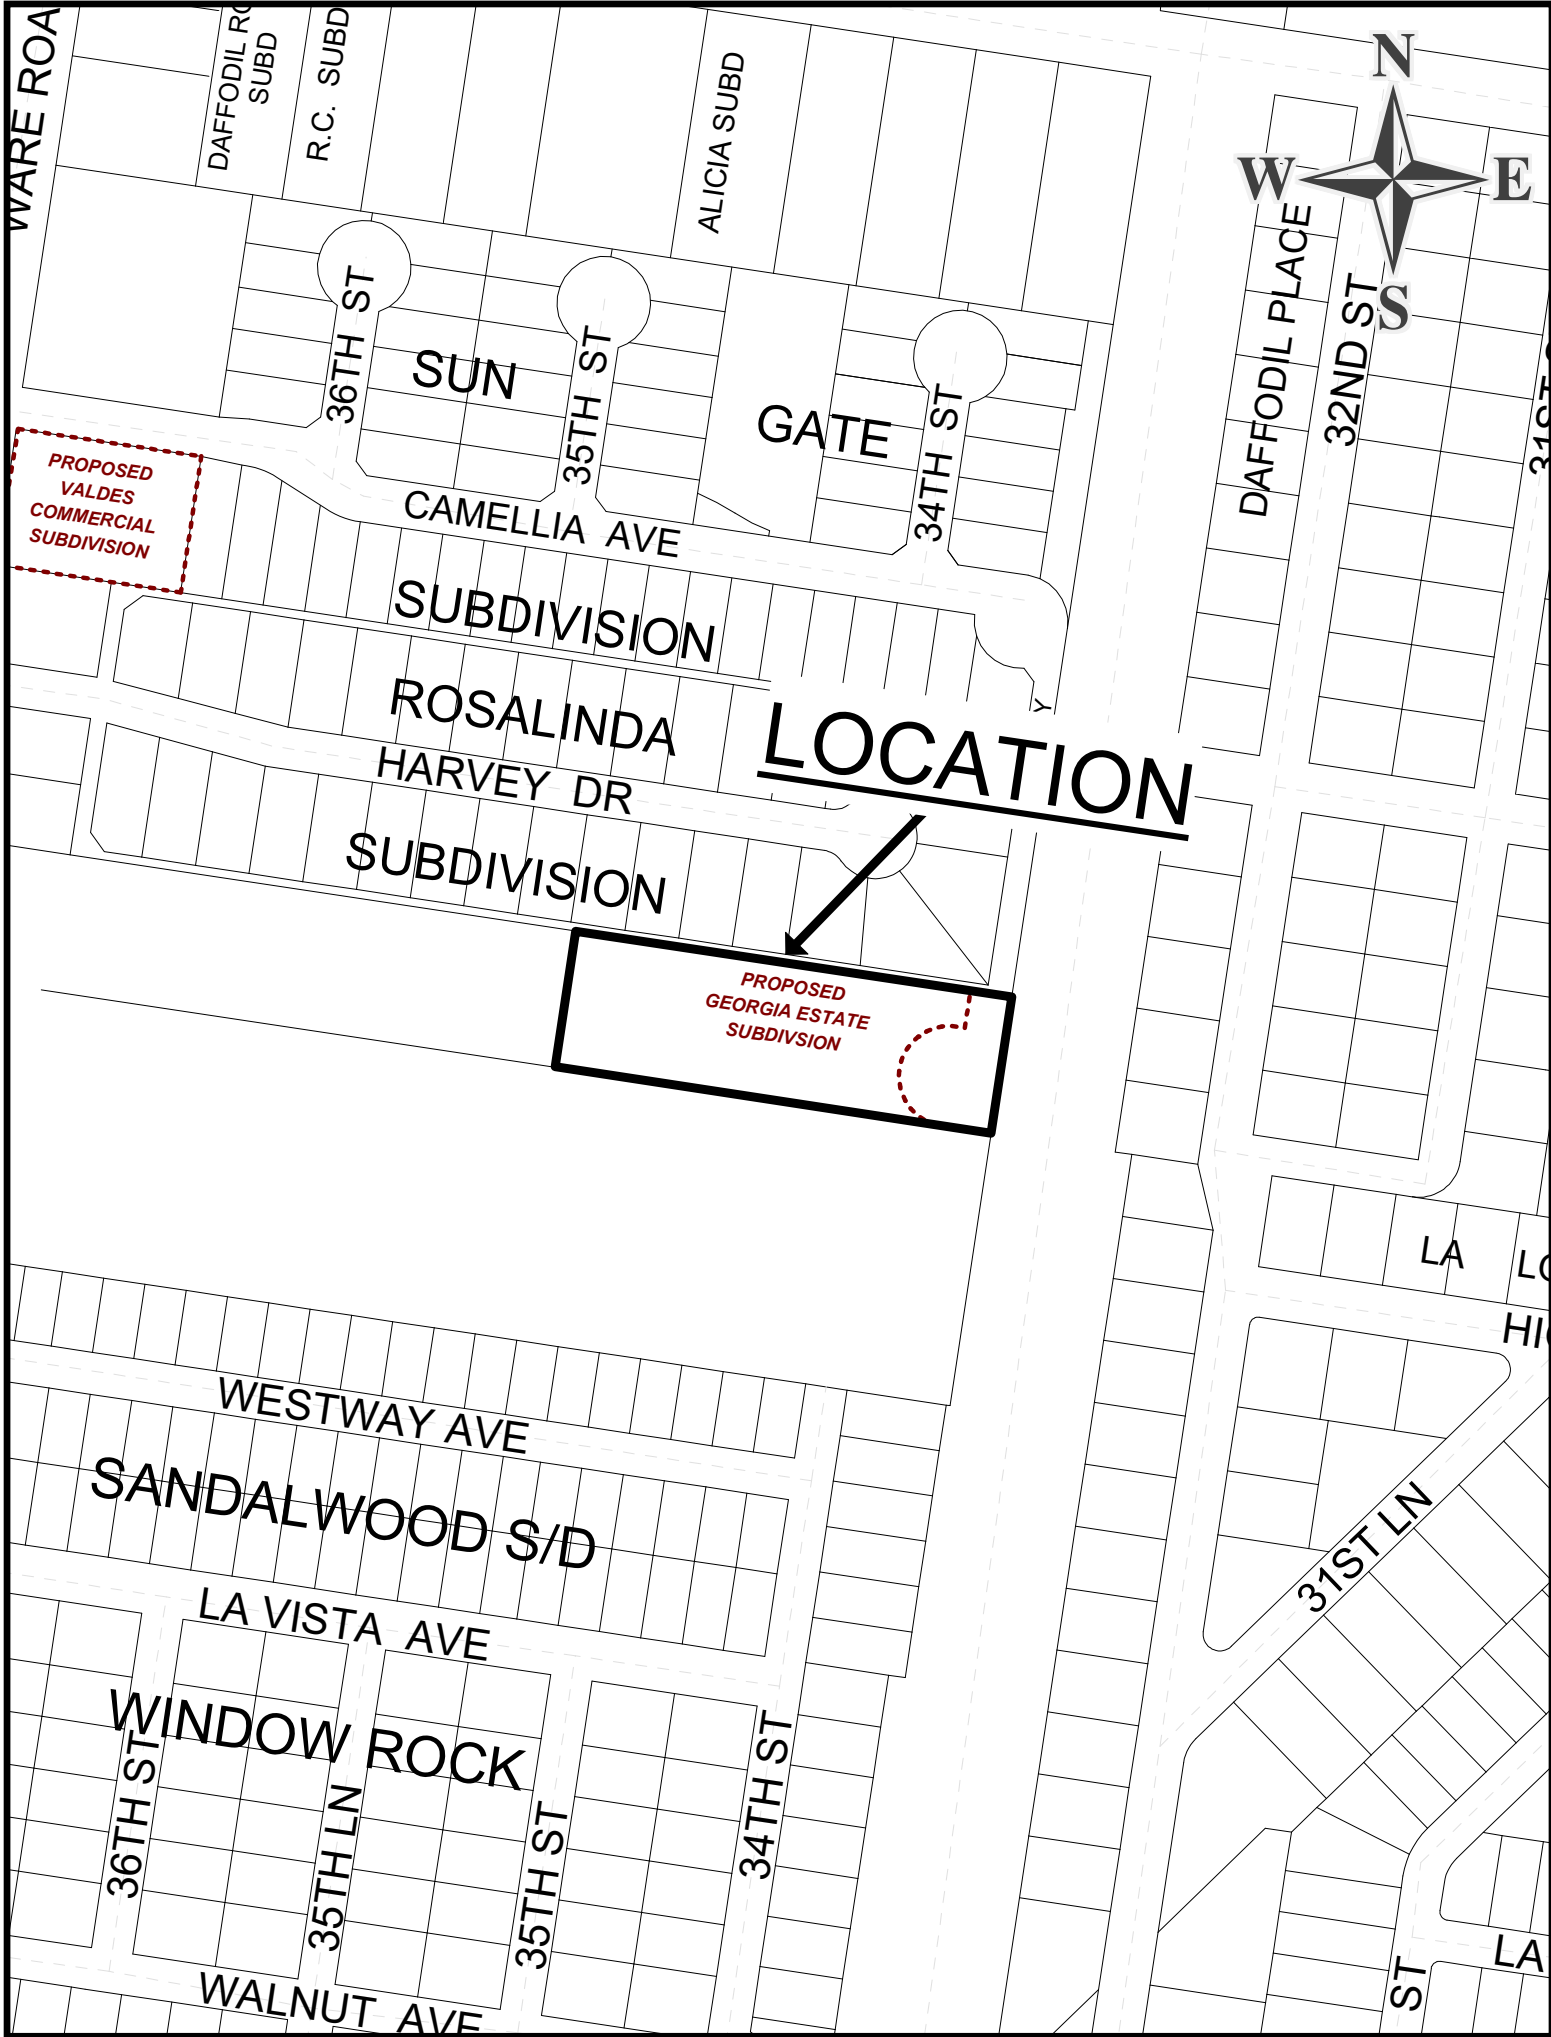 WARE ROA
DAFFODIL RO
SUBD
R.C. SUBD
ALICIA SUBD
N
W
E
S
36TH ST
SUN
35TH ST
GATE
34TH ST
DAFFODIL PLACE
32ND ST
PROPOSED
VALDES
COMMERCIAL
SUBDIVISION
CAMELLIA AVE
SUBDIVISION
ROSALINDA
Y
LOCATION
HARVEY DR
SUBDIVISION
PROPOSED
GEORGIA ESTATE
SUBDIVSION
LA
LO
HIG
WESTWAY AVE
SANDALWOOD S/D
31ST LN
LA VISTA AVE
WINDOW ROCK
36TH ST
35TH LN
35TH ST
34TH ST
LA
ST
WALNUT AVE